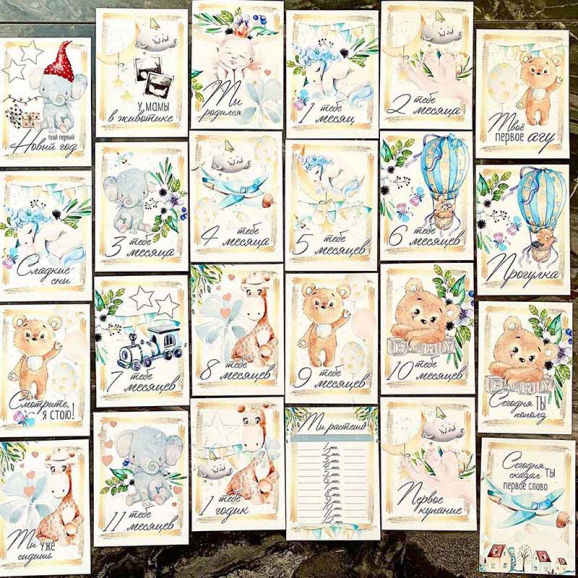 твой первый
Новый год
у мамы
в животике
Ты
родился
1 тебе
месяц
2 тебе
месяца
Твоё
первое агу
Сладкие
сны
3 тебе
месяца
4 тебе
месяца
5 тебе
месяцев
6 тебе
месяцев
Прогулка
Смотрите,
я стою!
7 тебе
месяцев
8 тебе
месяцев
9 тебе
месяцев
10 тебе
месяцев
Сегодня ты
пополз
Ты уже
сидишь
11 тебе
месяцев
1 тебе
годик
Ты растешь
Первое
купание
Сегодня ты
сказал
первое слово